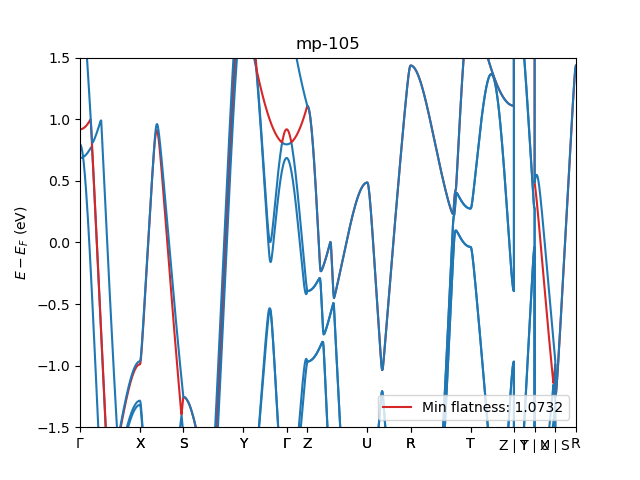 mp-105
1.5
1.0
0.5
0.0
−0.5
−1.0
−1.5
E − E_F (eV)
Min flatness: 1.0732
Γ X S Y Γ Z U R T Z | Y T | U X | S R